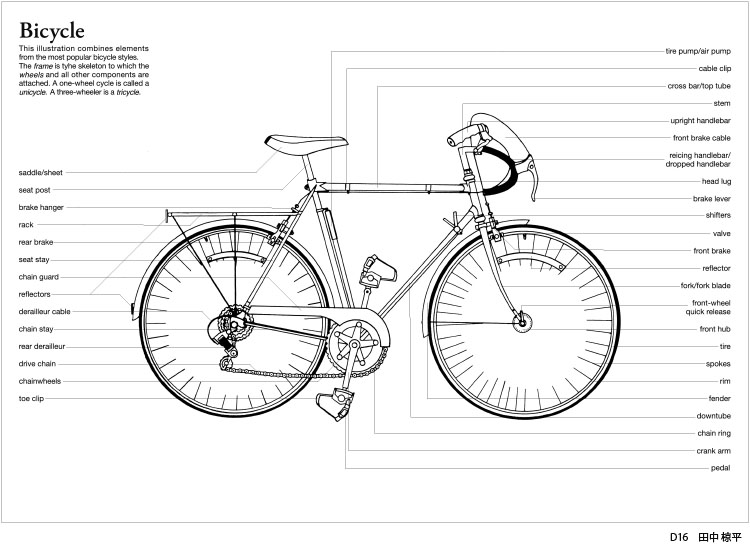 Bicycle
This illustration combines elements
from the most popular bicycle styles.
The frame is tyhe skeleton to which the
wheels and all other components are
attached. A one-wheel cycle is called a
unicycle. A three-wheeler is a tricycle.
saddle/sheet
seat post
brake hanger
rack
rear brake
seat stay
chain guard
reflectors
derailleur cable
chain stay
rear derailleur
drive chain
chainwheels
toe clip
tire pump/air pump
cable clip
cross bar/top tube
stem
upright handlebar
front brake cable
reicing handlebar/
dropped handlebar
head lug
brake lever
shifters
valve
front brake
reflector
fork/fork blade
front-wheel
quick release
front hub
tire
spokes
rim
fender
downtube
chain ring
crank arm
pedal
D16 田中 椋平